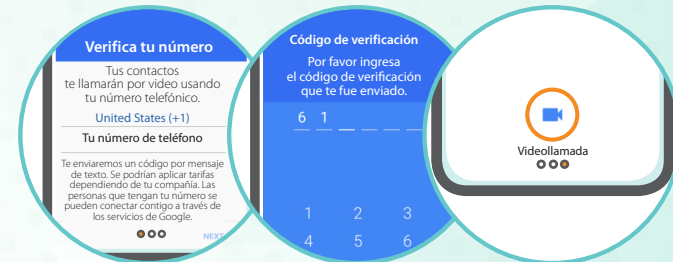 Verifica tu número
Tus contactos
te llamarán por video usando
tu número telefónico.
United States (+1)
Tu número de teléfono
Te enviaremos un código por mensaje
de texto. Se podrían aplicar tarifas
dependiendo de tu compañía. Las
personas que tengan tu número se
pueden conectar contigo a través de
los servicios de Google.
NEXT
Código de verificación
Por favor ingresa
el código de verificación
que te fue enviado.
6 1
1 2 3
4 5 6
Videollamada